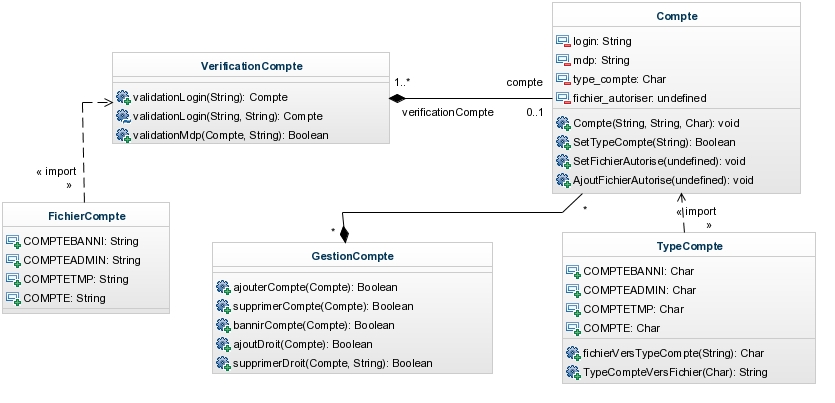 Compte
login: String
mdp: String
type_compte: Char
fichier_autoriser: undefined
Compte(String, String, Char): void
SetTypeCompte(String): Boolean
SetFichierAutorise(undefined): void
AjoutFichierAutorise(undefined): void
VerificationCompte
validationLogin(String): Compte
validationLogin(String, String): Compte
validationMdp(Compte, String): Boolean
1..*
compte
verificationCompte
0..1
« import
»
FichierCompte
COMPTEBANNI: String
COMPTEADMIN: String
COMPTETMP: String
COMPTE: String
*
*
GestionCompte
ajouterCompte(Compte): Boolean
supprimerCompte(Compte): Boolean
bannirCompte(Compte): Boolean
ajoutDroit(Compte): Boolean
supprimerDroit(Compte, String): Boolean
« import
»
TypeCompte
COMPTEBANNI: Char
COMPTEADMIN: Char
COMPTETMP: Char
COMPTE: Char
fichierVersTypeCompte(String): Char
TypeCompteVersFichier(Char): String